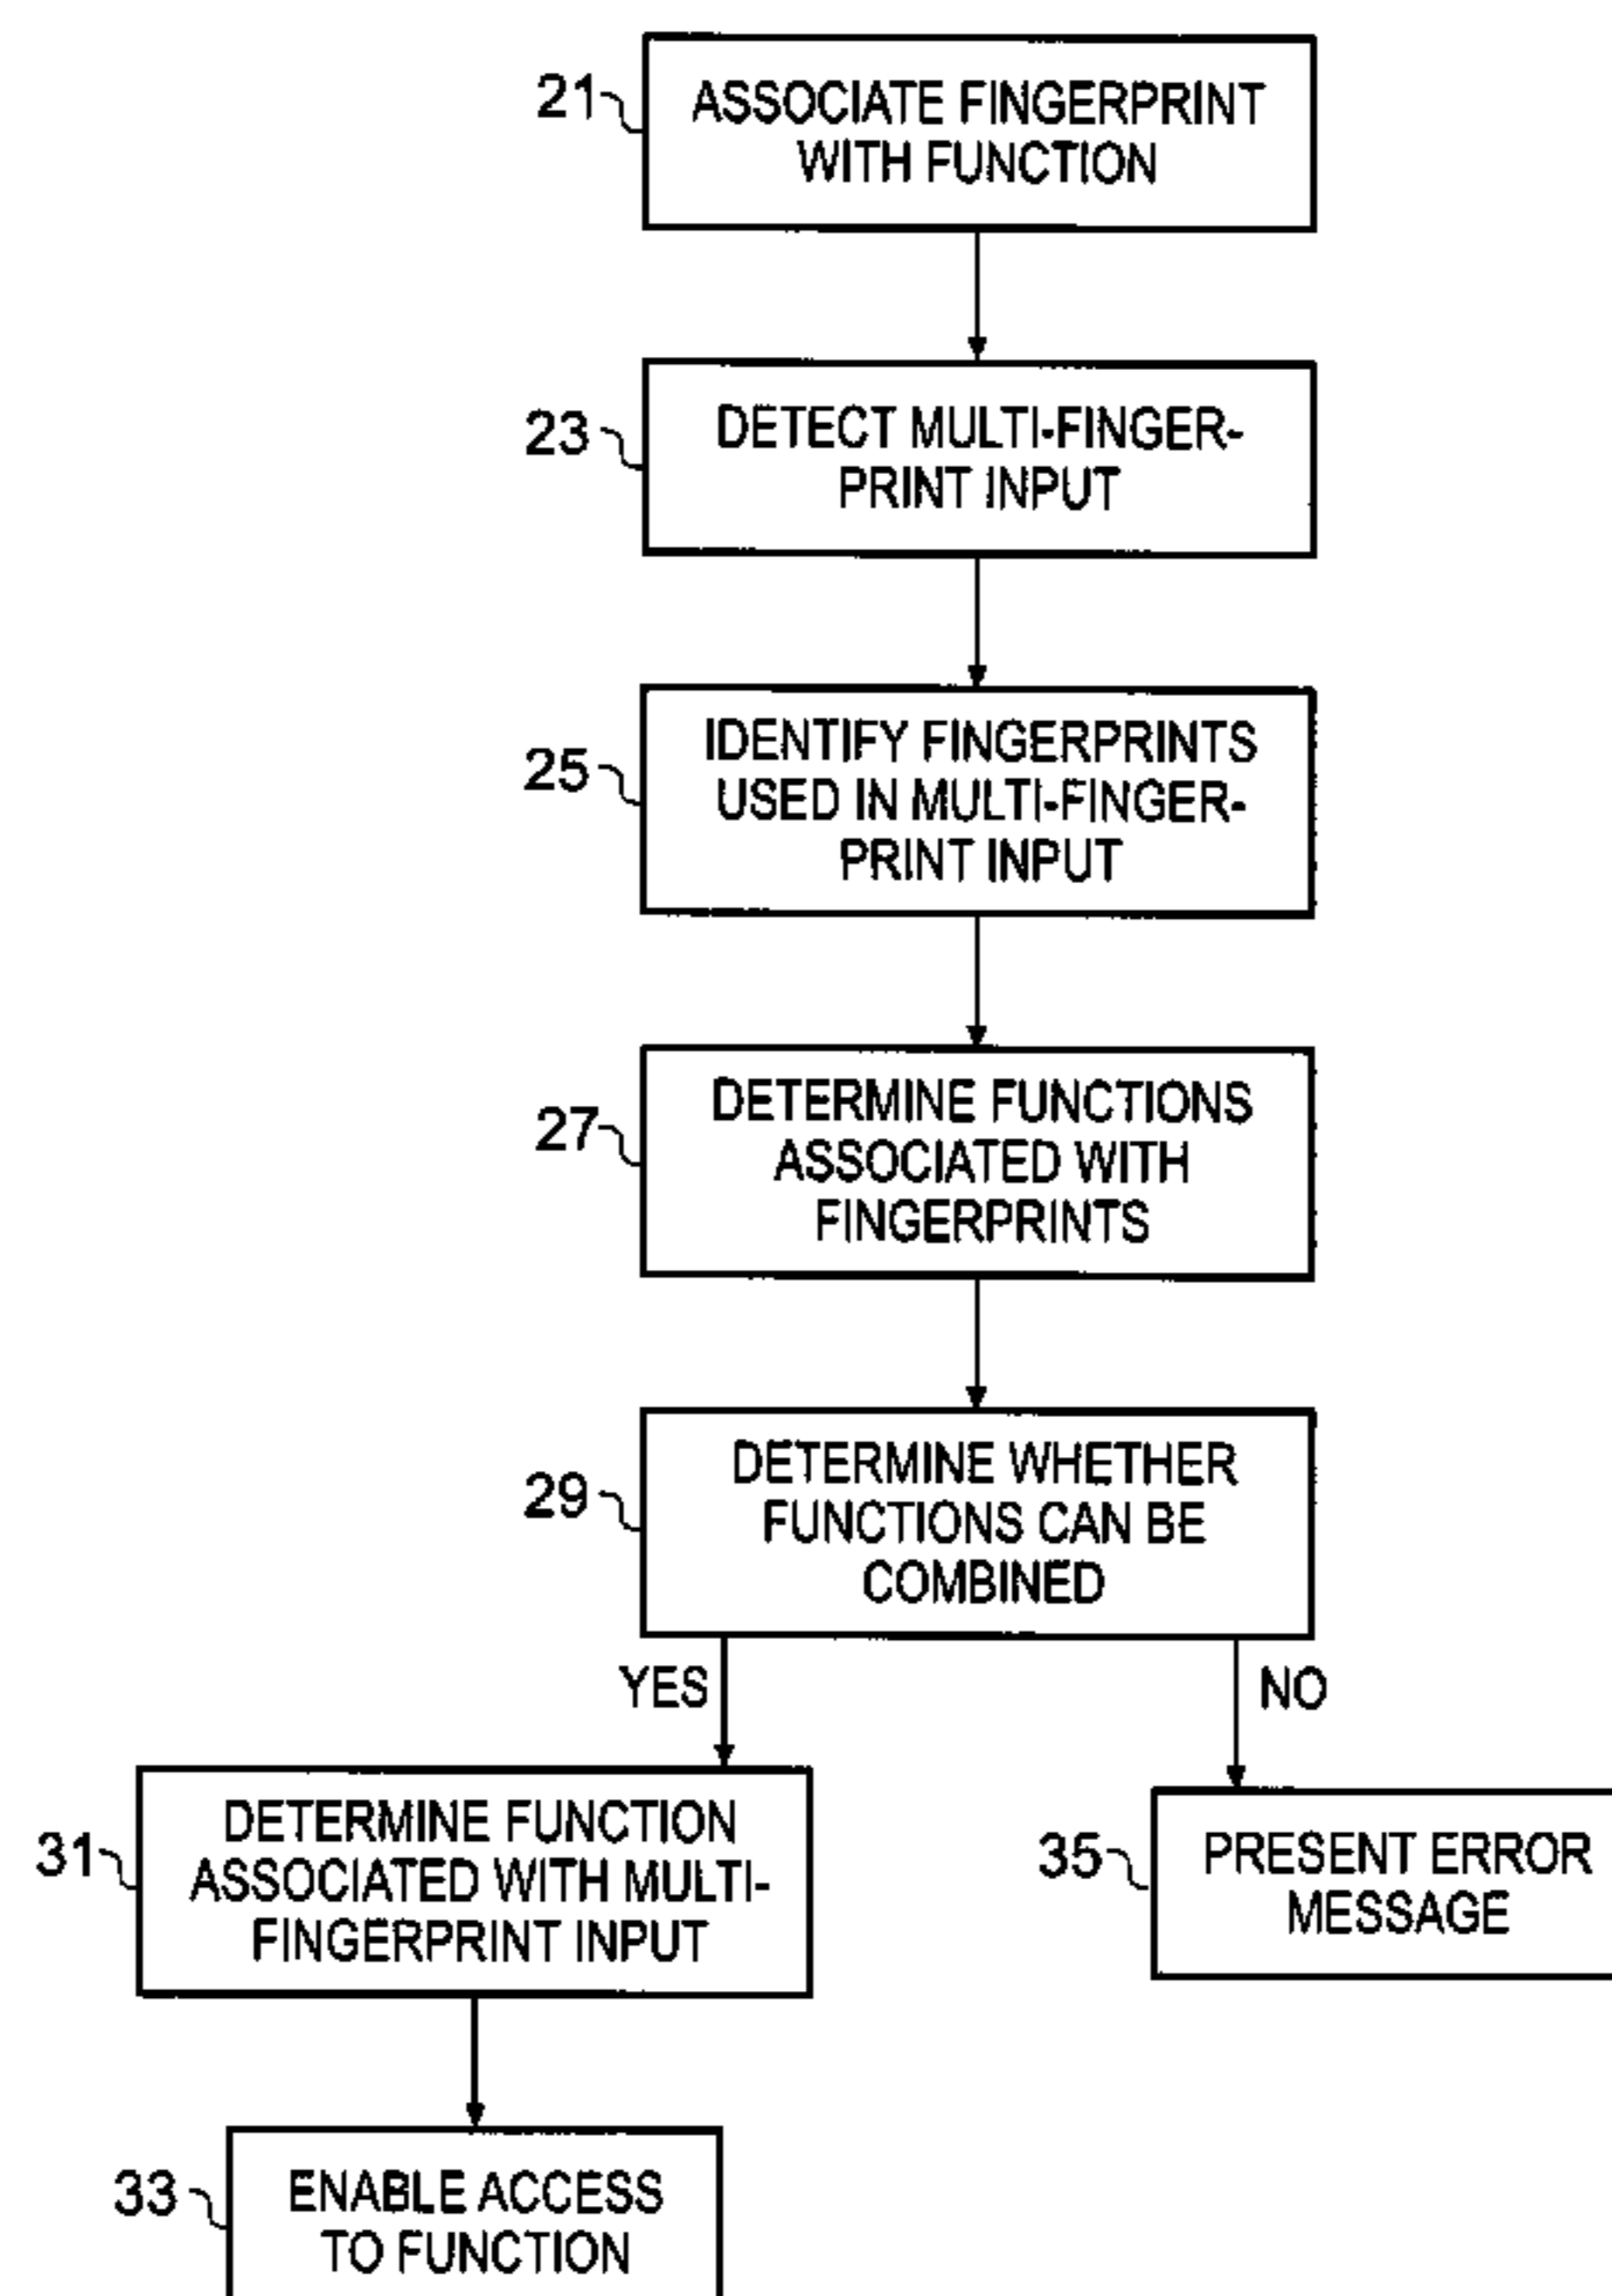 21
ASSOCIATE FINGERPRINT
WITH FUNCTION
23
DETECT MULTI-FINGER-
PRINT INPUT
25
IDENTIFY FINGERPRINTS
USED IN MULTI-FINGER-
PRINT INPUT
27
DETERMINE FUNCTIONS
ASSOCIATED WITH
FINGERPRINTS
29
DETERMINE WHETHER
FUNCTIONS CAN BE
COMBINED
YES
NO
31
DETERMINE FUNCTION
ASSOCIATED WITH MULTI-
FINGERPRINT INPUT
35
PRESENT ERROR
MESSAGE
33
ENABLE ACCESS
TO FUNCTION